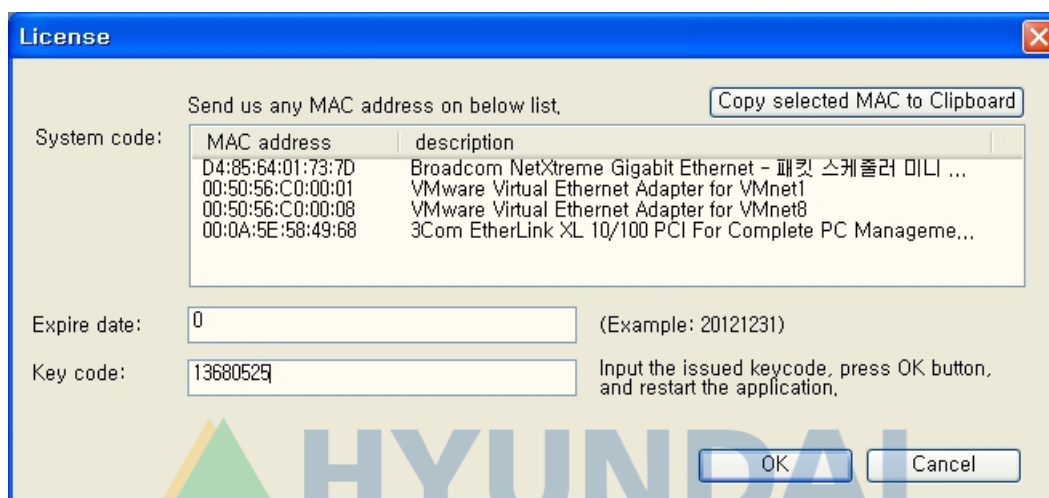 License
Send us any MAC address on below list,
Copy selected MAC to Clipboard
System code:
MAC address description
D4:85:64:01:73:7D Broadcom NetXtreme Gigabit Ethernet - 패킷 스케줄러 미니 ...
00:50:56:C0:00:01 VMware Virtual Ethernet Adapter for VMnet1
00:50:56:C0:00:08 VMware Virtual Ethernet Adapter for VMnet8
00:0A:5E:58:49:68 3Com EtherLink XL 10/100 PCI For Complete PC Manageme...
Expire date: 0 (Example: 20121231)
Key code: 13680525 Input the issued keycode, press OK button,
and restart the application,
HYUNDAI
OK Cancel